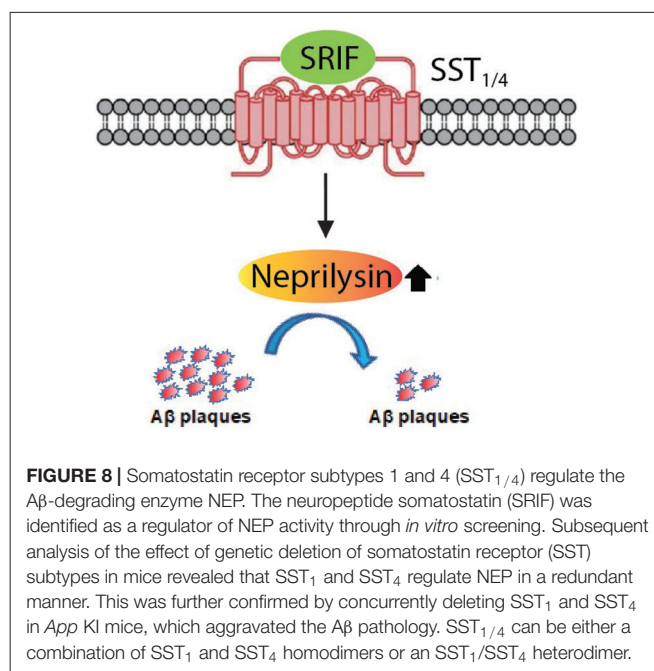 SRIF
SST1/4
Neprilysin
Aβ plaques
Aβ plaques
FIGURE 8 | Somatostatin receptor subtypes 1 and 4 (SST1/4) regulate the
Aβ-degrading enzyme NEP. The neuropeptide somatostatin (SRIF) was
identified as a regulator of NEP activity through in vitro screening. Subsequent
analysis of the effect of genetic deletion of somatostatin receptor (SST)
subtypes in mice revealed that SST1 and SST4 regulate NEP in a redundant
manner. This was further confirmed by concurrently deleting SST1 and SST4
in App KI mice, which aggravated the Aβ pathology. SST1/4 can be either a
combination of SST1 and SST4 homodimers or an SST1/SST4 heterodimer.